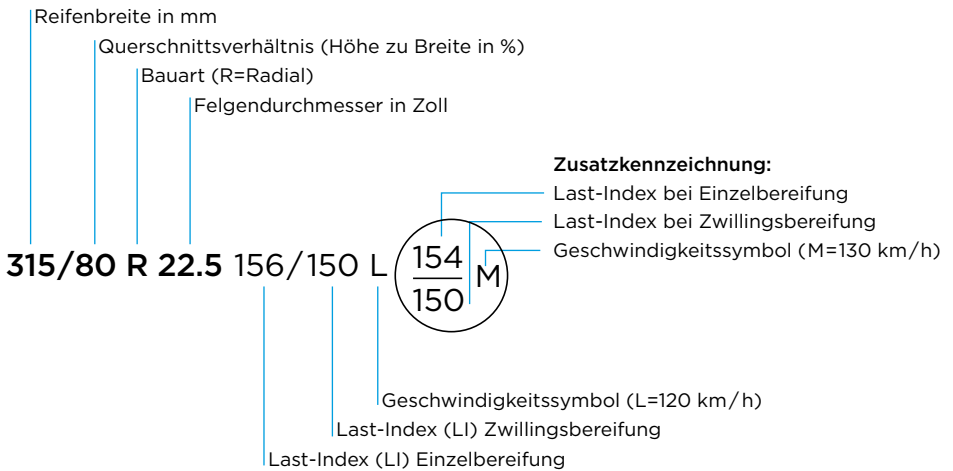 Reifenbreite in mm
Querschnittsverhältnis (Höhe zu Breite in %)
Bauart (R=Radial)
Felgendurchmesser in Zoll
Zusatzkennzeichnung:
Last-Index bei Einzelbereifung
Last-Index bei Zwillingsbereifung
Geschwindigkeitssymbol (M=130 km/h)
315/80 R 22.5 156/150 L 154/150 M
Geschwindigkeitssymbol (L=120 km/h)
Last-Index (LI) Zwillingsbereifung
Last-Index (LI) Einzelbereifung